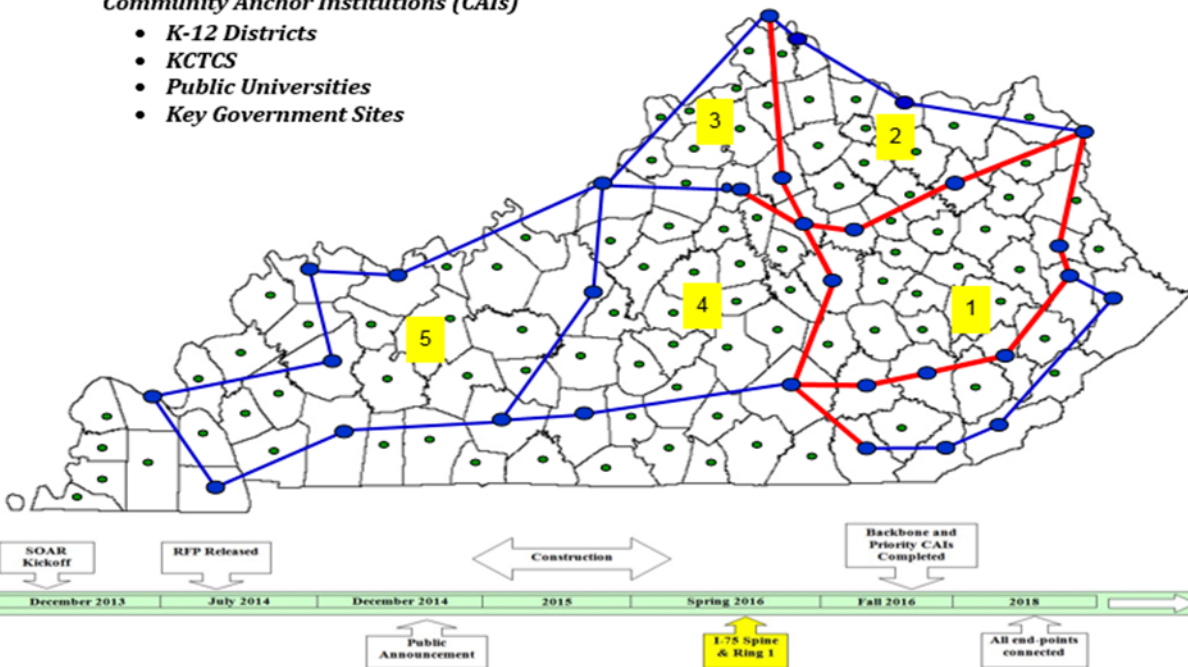 Community Anchor Institutions (CAIs)
• K-12 Districts
• KCTCS
• Public Universities
• Key Government Sites
3
2
4
1
5
SOAR
Kickoff
RFP Released
Construction
Backbone and
Priority CAIs
Completed
December 2013
July 2014
December 2014
2015
Spring 2016
Fall 2016
2018
Public
Announcement
I-75 Spine
& Ring 1
All end-points
connected